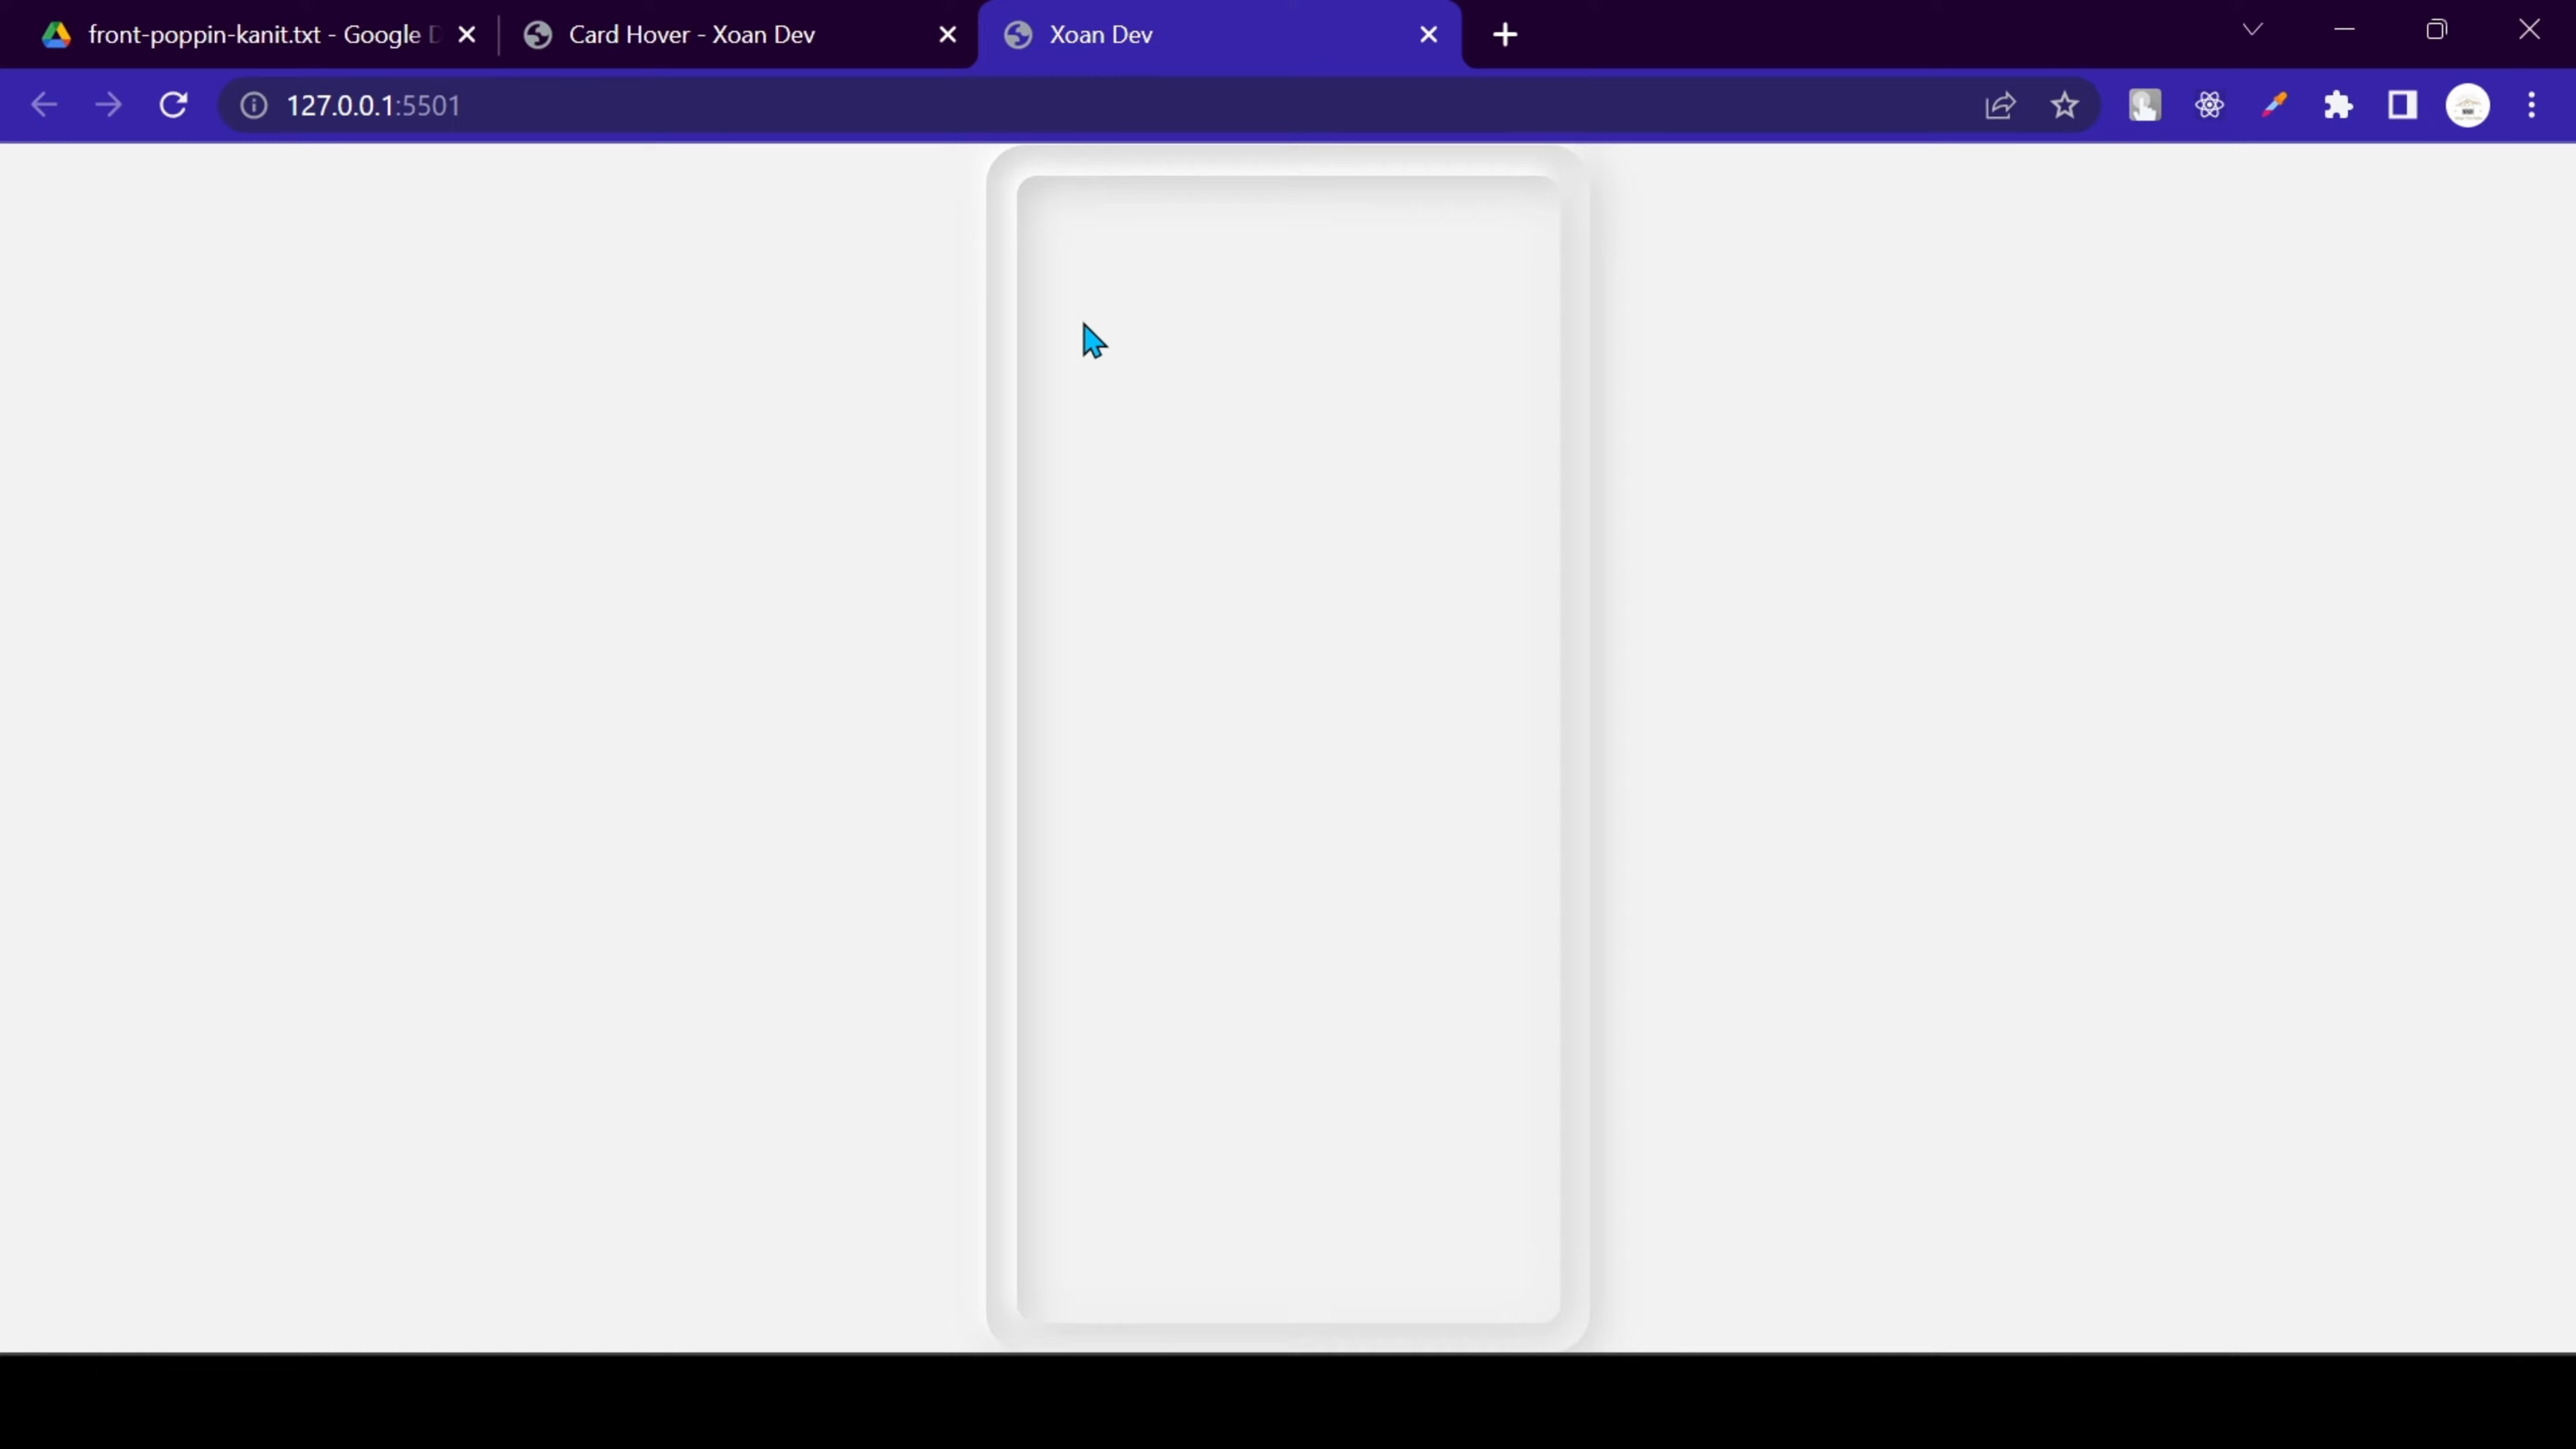 front-poppin-kanit.txt - Google
Card Hover - Xoan Dev
Xoan Dev
127.0.0.1:5501